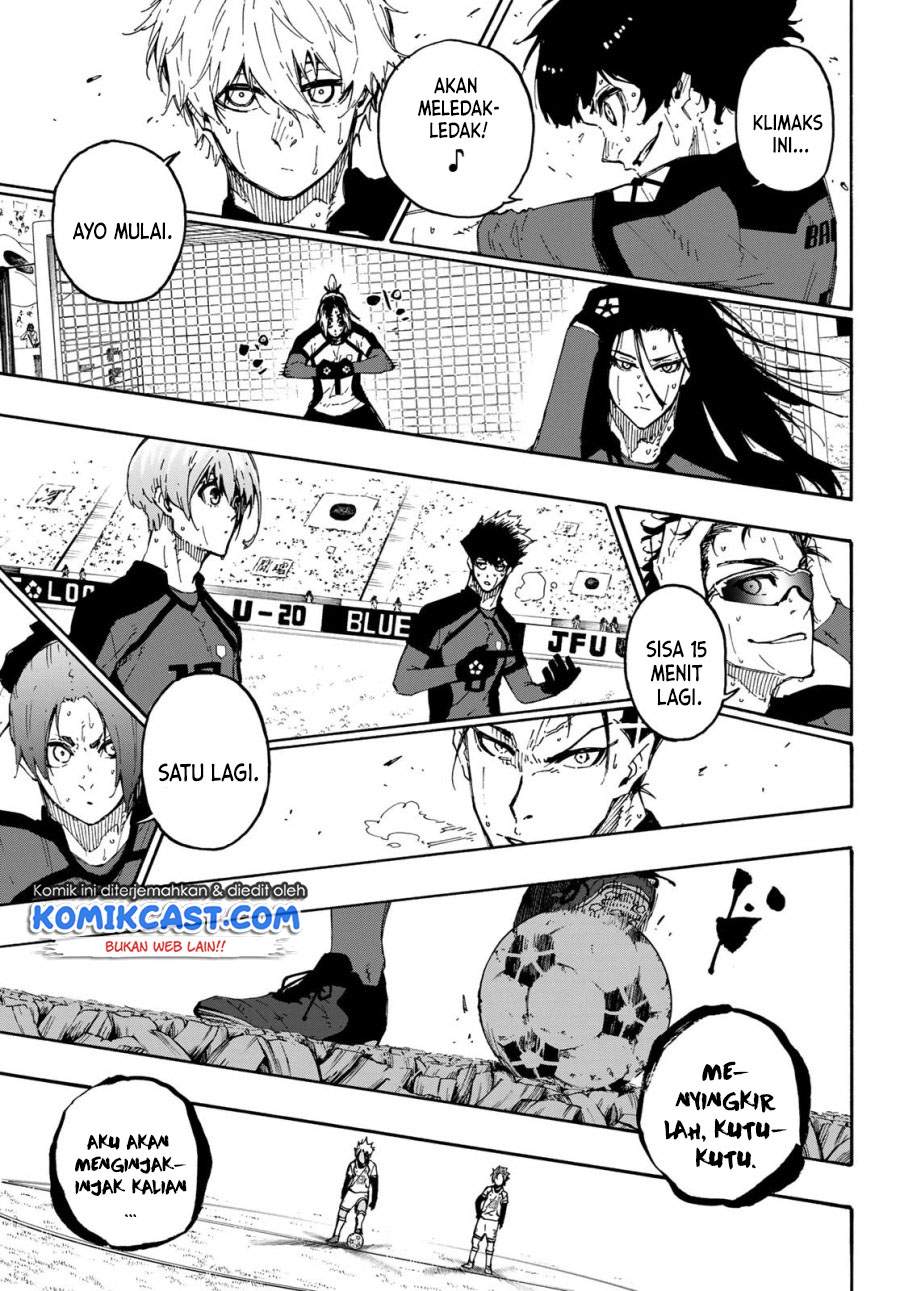 KLIMAKS
INI...
AKAN
MELEDAK-
LEDAK!
♪
AYO MULAI.
SISA 15
MENIT
LAGI.
U-20
BLUE
JFU
SATU LAGI.
Komik ini diterjemahkan & diedit oleh
KOMIKCAST.COM
BUKAN WEB LAIN!!
ME-
NYINGKIR
LAH, KUTU-
KUTU.
AKU AKAN
MENGINJAK-
INJAK KALIAN
...